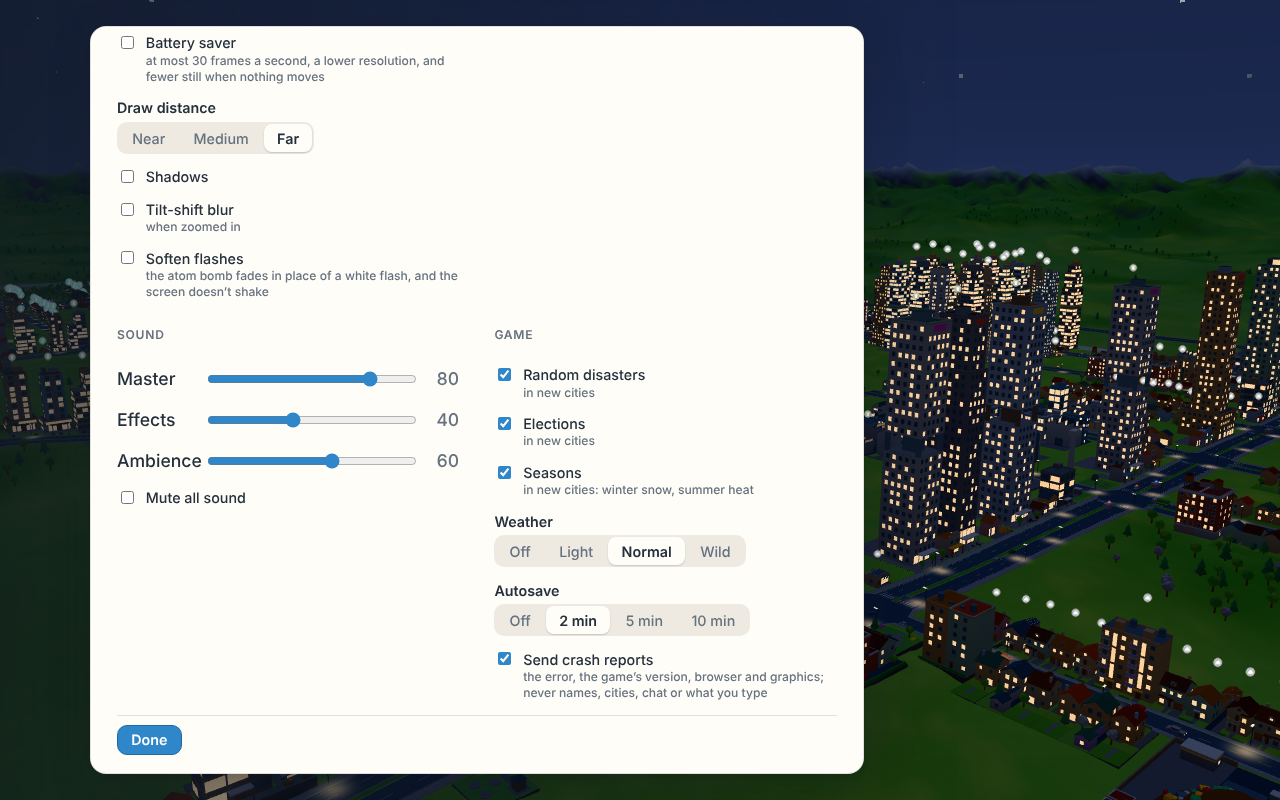 Battery saver
at most 30 frames a second, a lower resolution, and
fewer still when nothing moves
Draw distance
Near Medium Far
Shadows
Tilt-shift blur
when zoomed in
Soften flashes
the atom bomb fades in place of a white flash, and the
screen doesn’t shake
SOUND
Master 80
Effects 40
Ambience 60
Mute all sound
GAME
Random disasters
in new cities
Elections
in new cities
Seasons
in new cities: winter snow, summer heat
Weather
Off Light Normal Wild
Autosave
Off 2 min 5 min 10 min
Send crash reports
the error, the game’s version, browser and graphics;
never names, cities, chat or what you type
Done